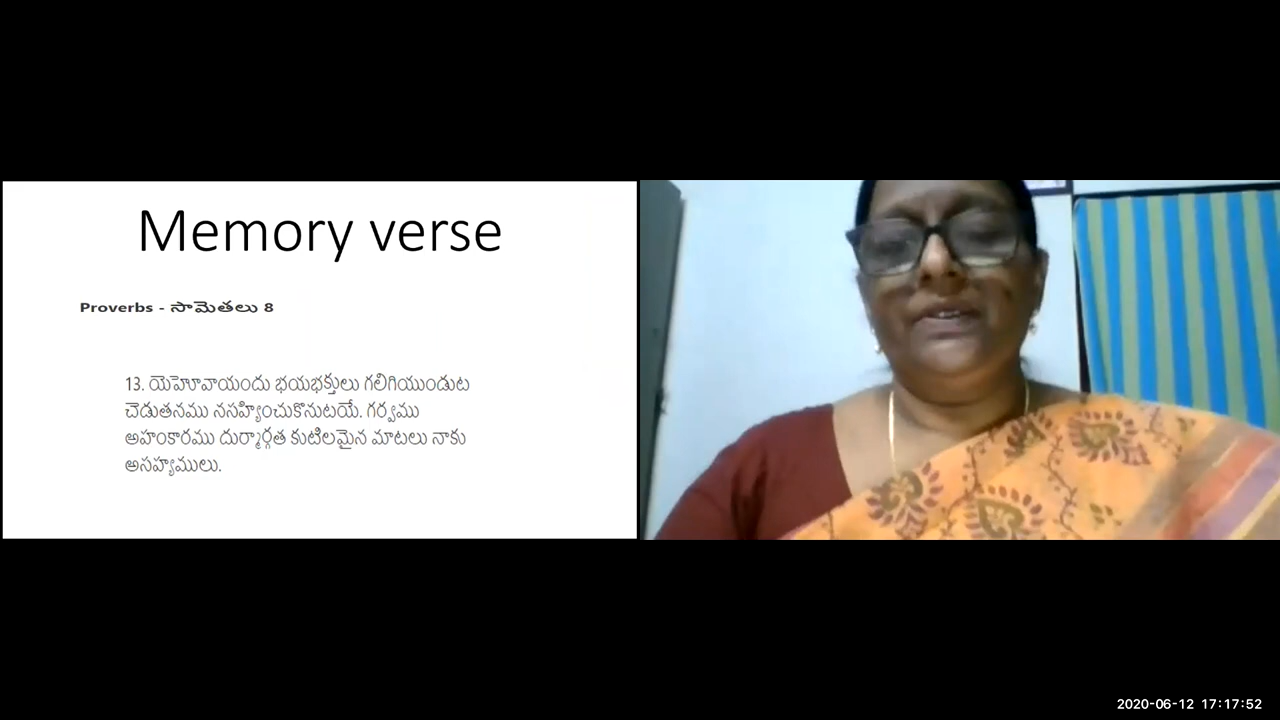 Memory verse
Proverbs - సామెతలు 8
13. యెహోవాయందు భయభక్తులు గలిగియుండుట
చెడుతనము నసహ్యించుకొనుటయే. గర్వము
అహంకారము దుర్మార్గత కుటిలమైన మాటలు నాకు
అసహ్యములు.
2020-06-12 17:17:52